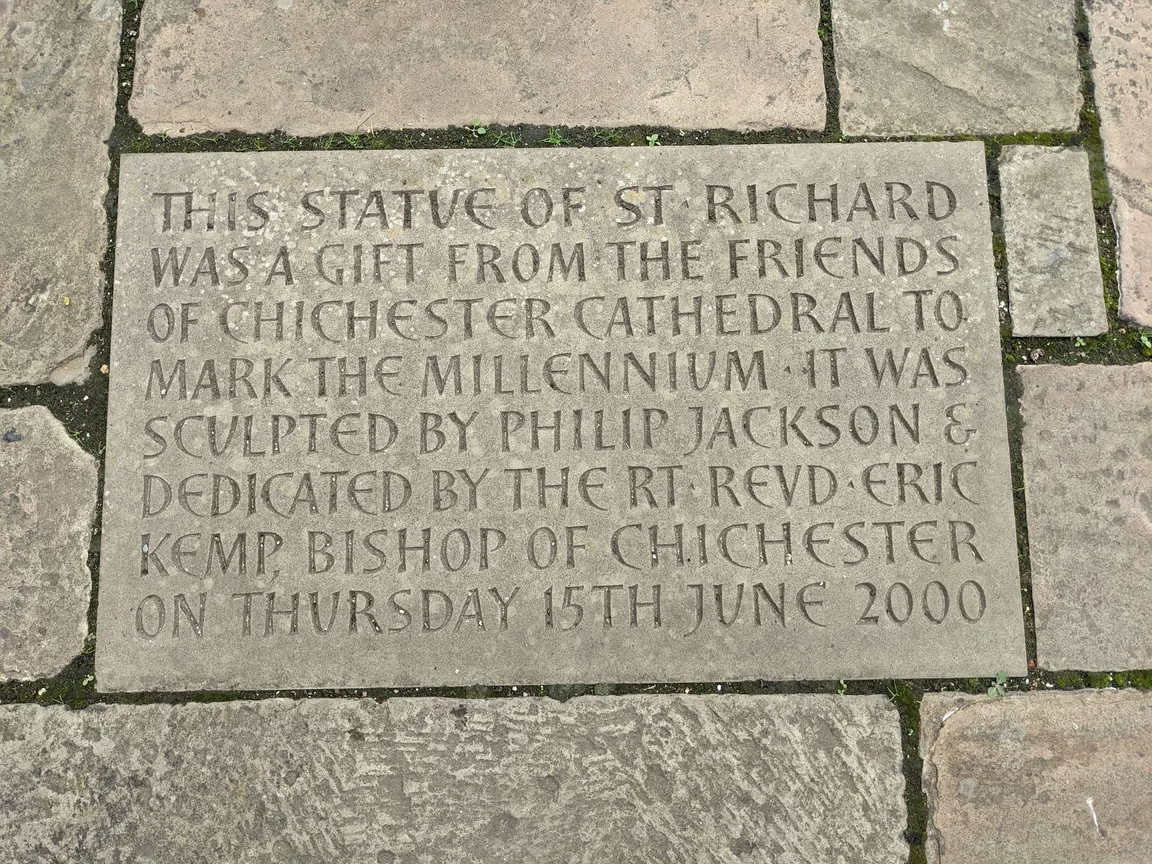 THIS STATUE OF ST· RICHARD
WAS A GIFT FROM·THE FRIENDS
OF CHICHESTER CATHEDRAL TO
MARK THE MILLENNIUM · IT WAS
SCULPTED BY PHILIP JACKSON &
DEDICATED BY THE RT· REVD·ERIC
KEMP, BISHOP OF CHICHESTER
ON THURSDAY 15TH JUNE 2000